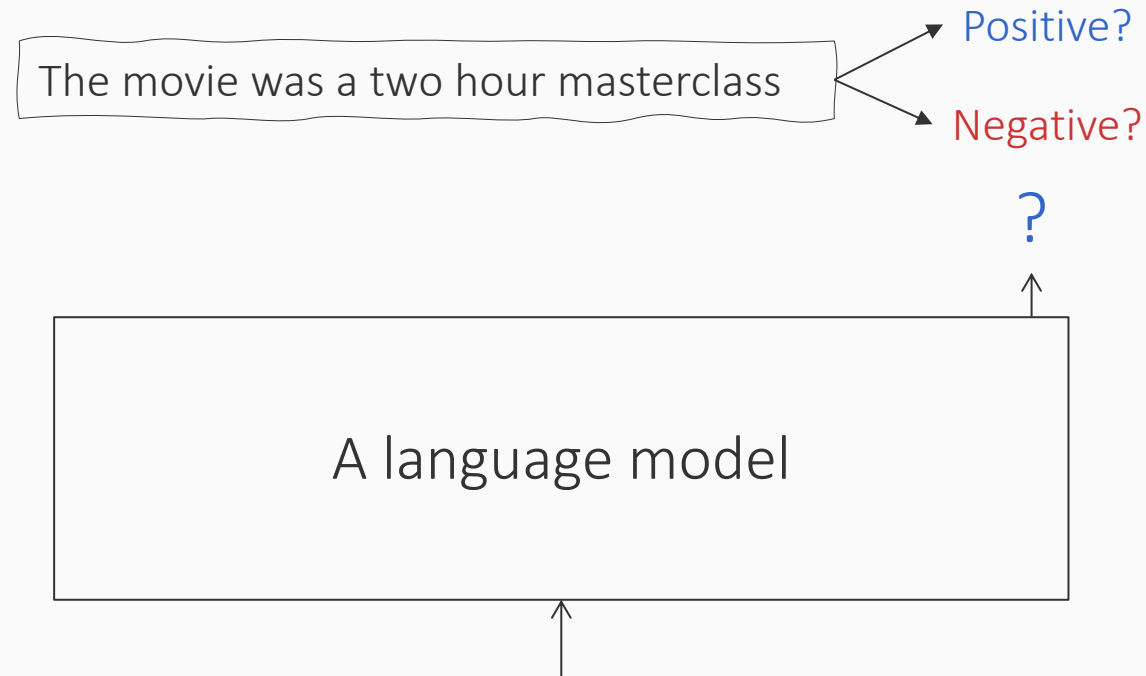 Positive?
The movie was a two hour masterclass
Negative?
?
A language model